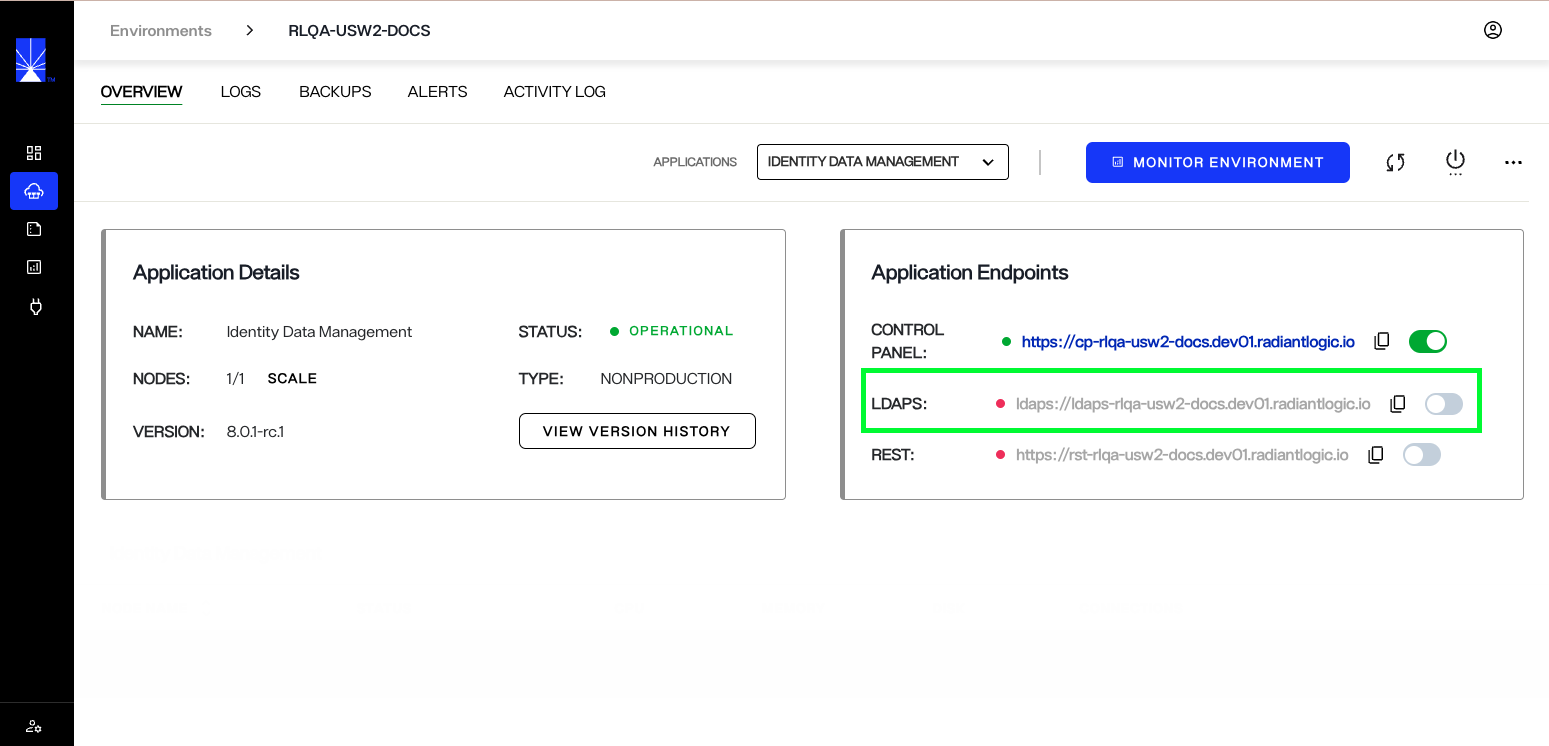 Environments > RLQA-USW2-DOCS
TM
OVERVIEW LOGS BACKUPS ALERTS ACTIVITY LOG
APPLICATIONS IDENTITY DATA MANAGEMENT MONITOR ENVIRONMENT
Application Details
NAME: Identity Data Management STATUS: OPERATIONAL
NODES: 1/1 SCALE TYPE: NONPRODUCTION
VERSION: 8.0.1-rc.1 VIEW VERSION HISTORY
Application Endpoints
CONTROL
PANEL: https://cp-rlqa-usw2-docs.dev01.radiantlogic.io
LDAPS: ldaps://ldaps-rlqa-usw2-docs.dev01.radiantlogic.io
REST: https://rst-rlqa-usw2-docs.dev01.radiantlogic.io